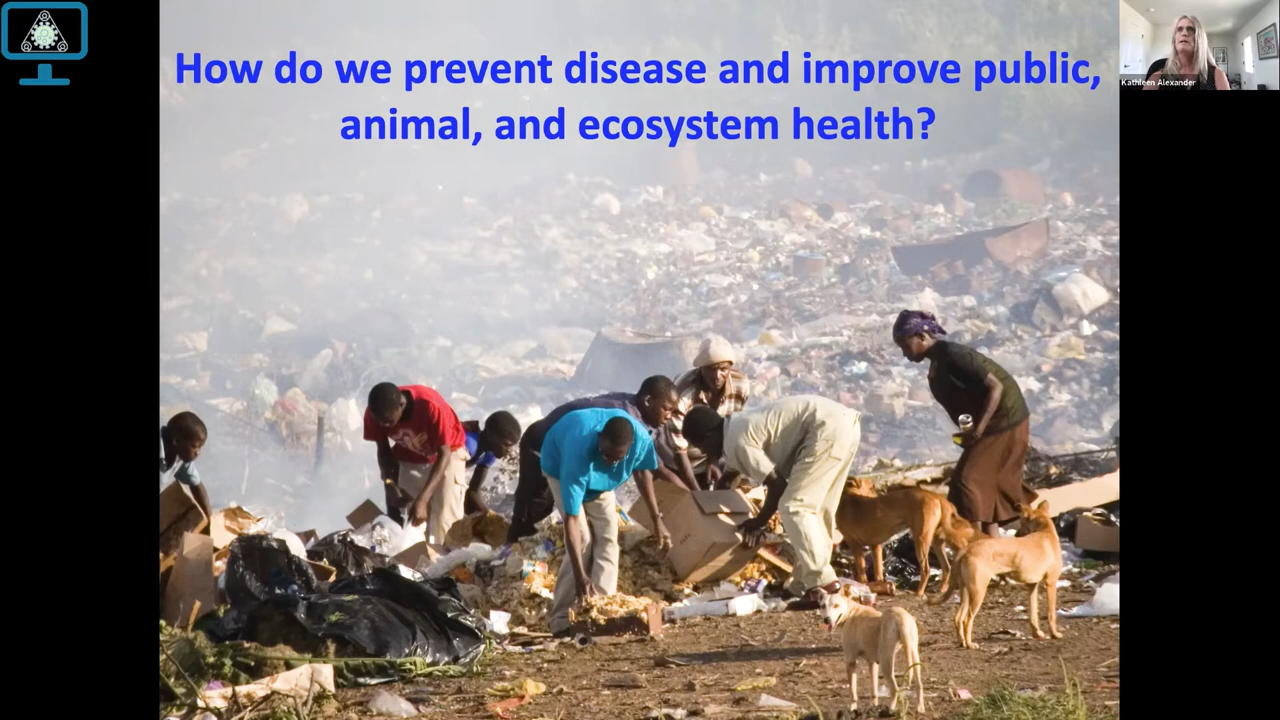 How do we prevent disease and improve public,
animal, and ecosystem health?
Kathleen Alexander